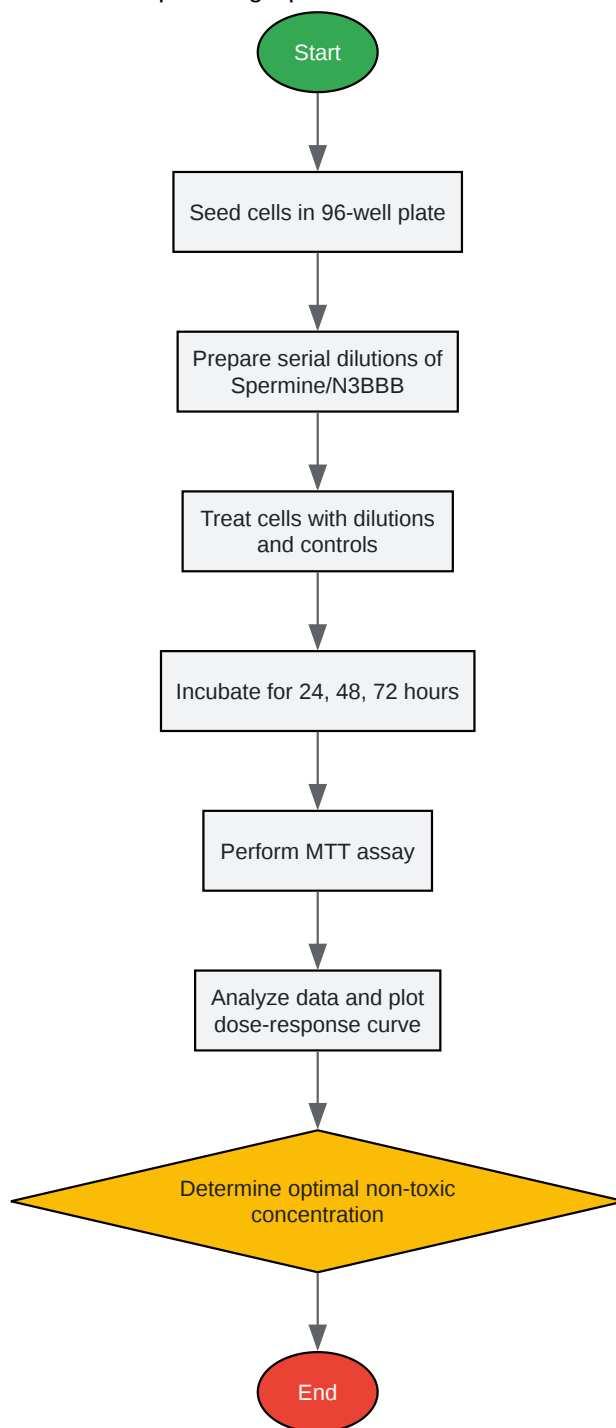 Start
Seed cells in 96-well plate
Prepare serial dilutions of
Spermine/N3BBB
Treat cells with dilutions
and controls
Incubate for 24, 48, 72 hours
Perform MTT assay
Analyze data and plot
dose-response curve
Determine optimal non-toxic
concentration
End